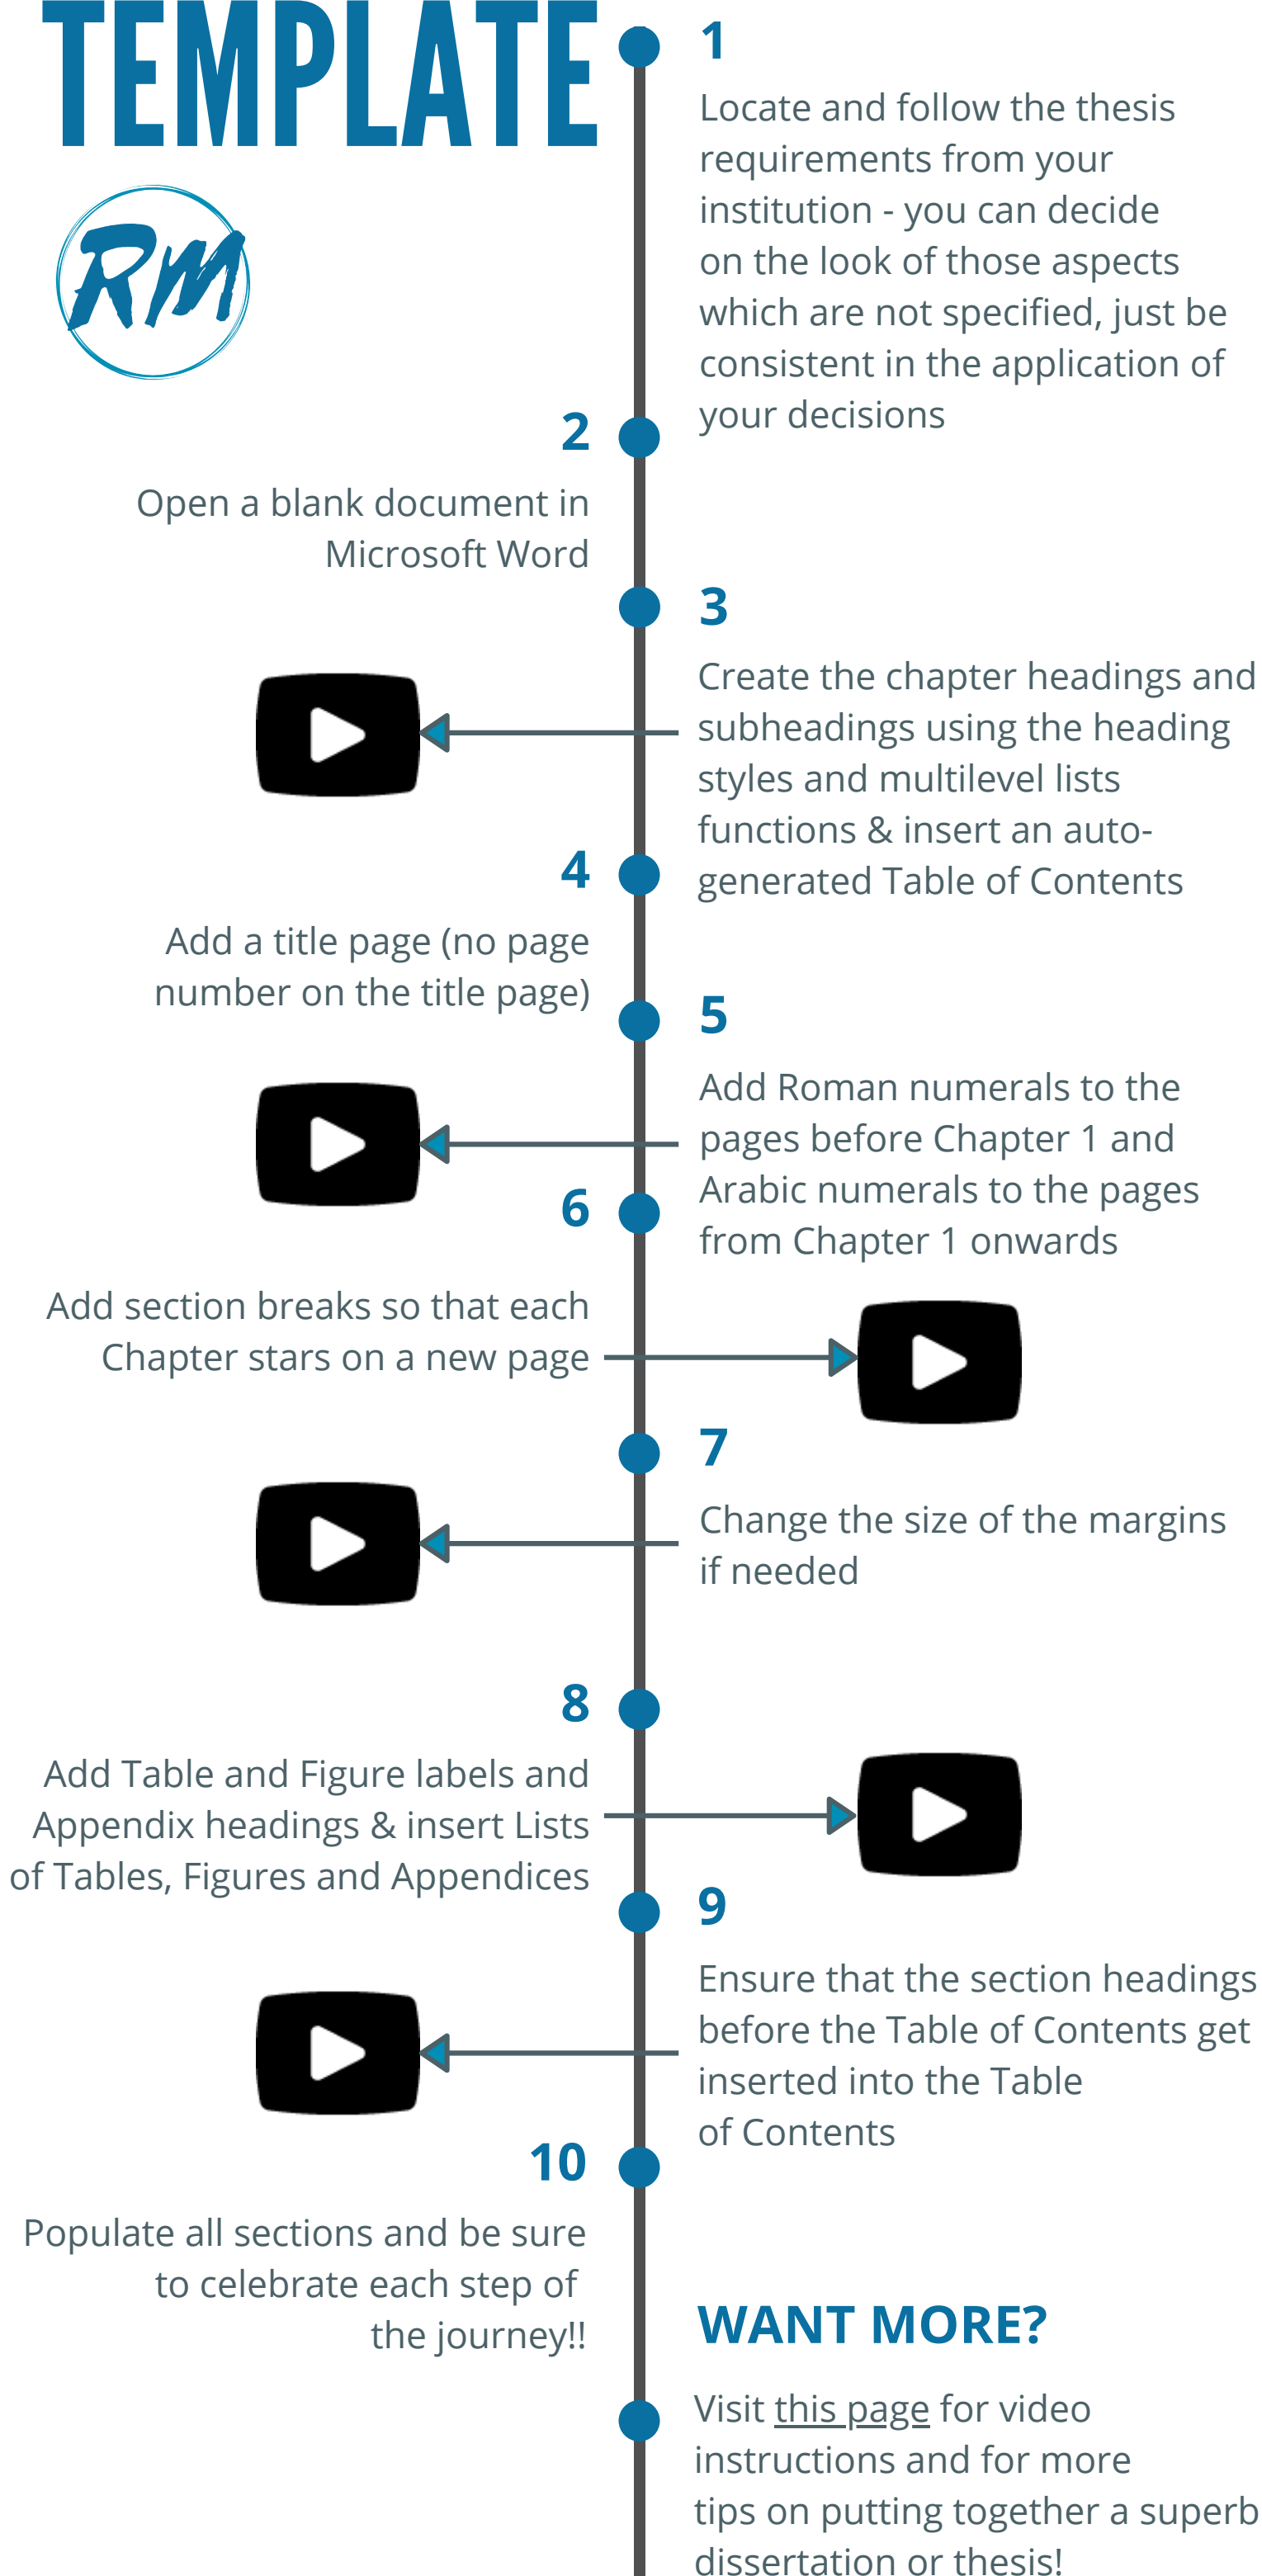 TEMPLATE
RM
1
Locate and follow the thesis
requirements from your
institution - you can decide
on the look of those aspects
which are not specified, just be
consistent in the application of
your decisions
2
Open a blank document in
Microsoft Word
3
Create the chapter headings and
subheadings using the heading
styles and multilevel lists
functions & insert an auto-
generated Table of Contents
4
Add a title page (no page
number on the title page)
5
Add Roman numerals to the
pages before Chapter 1 and
Arabic numerals to the pages
from Chapter 1 onwards
6
Add section breaks so that each
Chapter stars on a new page
7
Change the size of the margins
if needed
8
Add Table and Figure labels and
Appendix headings & insert Lists
of Tables, Figures and Appendices
9
Ensure that the section headings
before the Table of Contents get
inserted into the Table
of Contents
10
Populate all sections and be sure
to celebrate each step of
the journey!!
WANT MORE?
Visit this page for video
instructions and for more
tips on putting together a superb
dissertation or thesis!